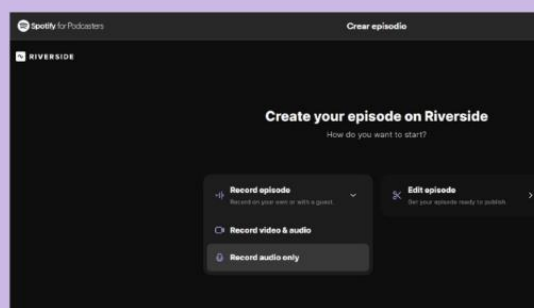 Spotify for Podcasters
Crear episodio
RIVERSIDE
Create your episode on Riverside
How do you want to start?
Record episode
Record on your own or with a guest.
Edit episode
Get your episode ready to publish.
Record video & audio
Record audio only